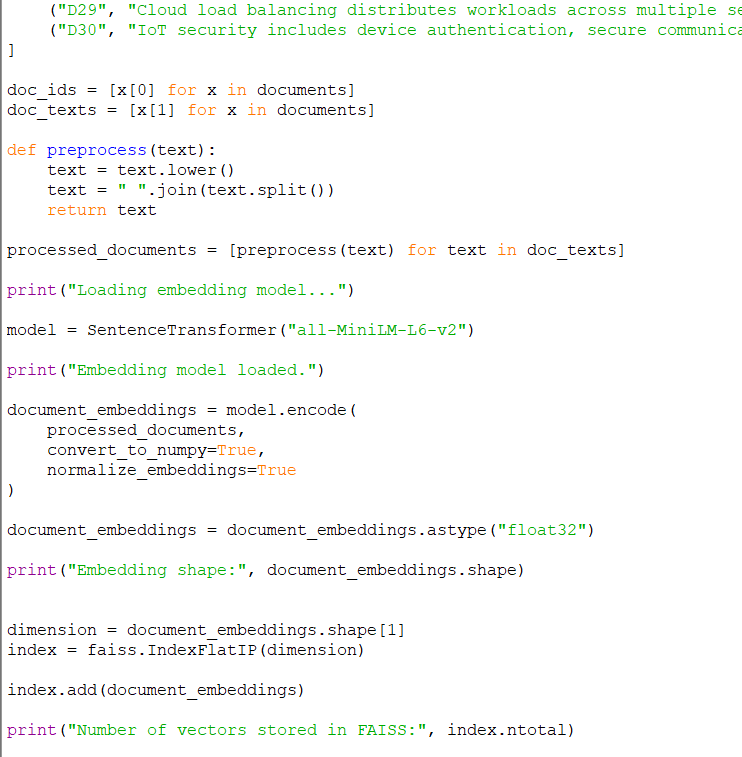 ("D29", "Cloud load balancing distributes workloads across multiple se
("D30", "IoT security includes device authentication, secure communica
]
doc_ids = [x[0] for x in documents]
doc_texts = [x[1] for x in documents]
def preprocess(text):
    text = text.lower()
    text = " ".join(text.split())
    return text
processed_documents = [preprocess(text) for text in doc_texts]
print("Loading embedding model...")
model = SentenceTransformer("all-MiniLM-L6-v2")
print("Embedding model loaded.")
document_embeddings = model.encode(
    processed_documents,
    convert_to_numpy=True,
    normalize_embeddings=True
)
document_embeddings = document_embeddings.astype("float32")
print("Embedding shape:", document_embeddings.shape)
dimension = document_embeddings.shape[1]
index = faiss.IndexFlatIP(dimension)
index.add(document_embeddings)
print("Number of vectors stored in FAISS:", index.ntotal)